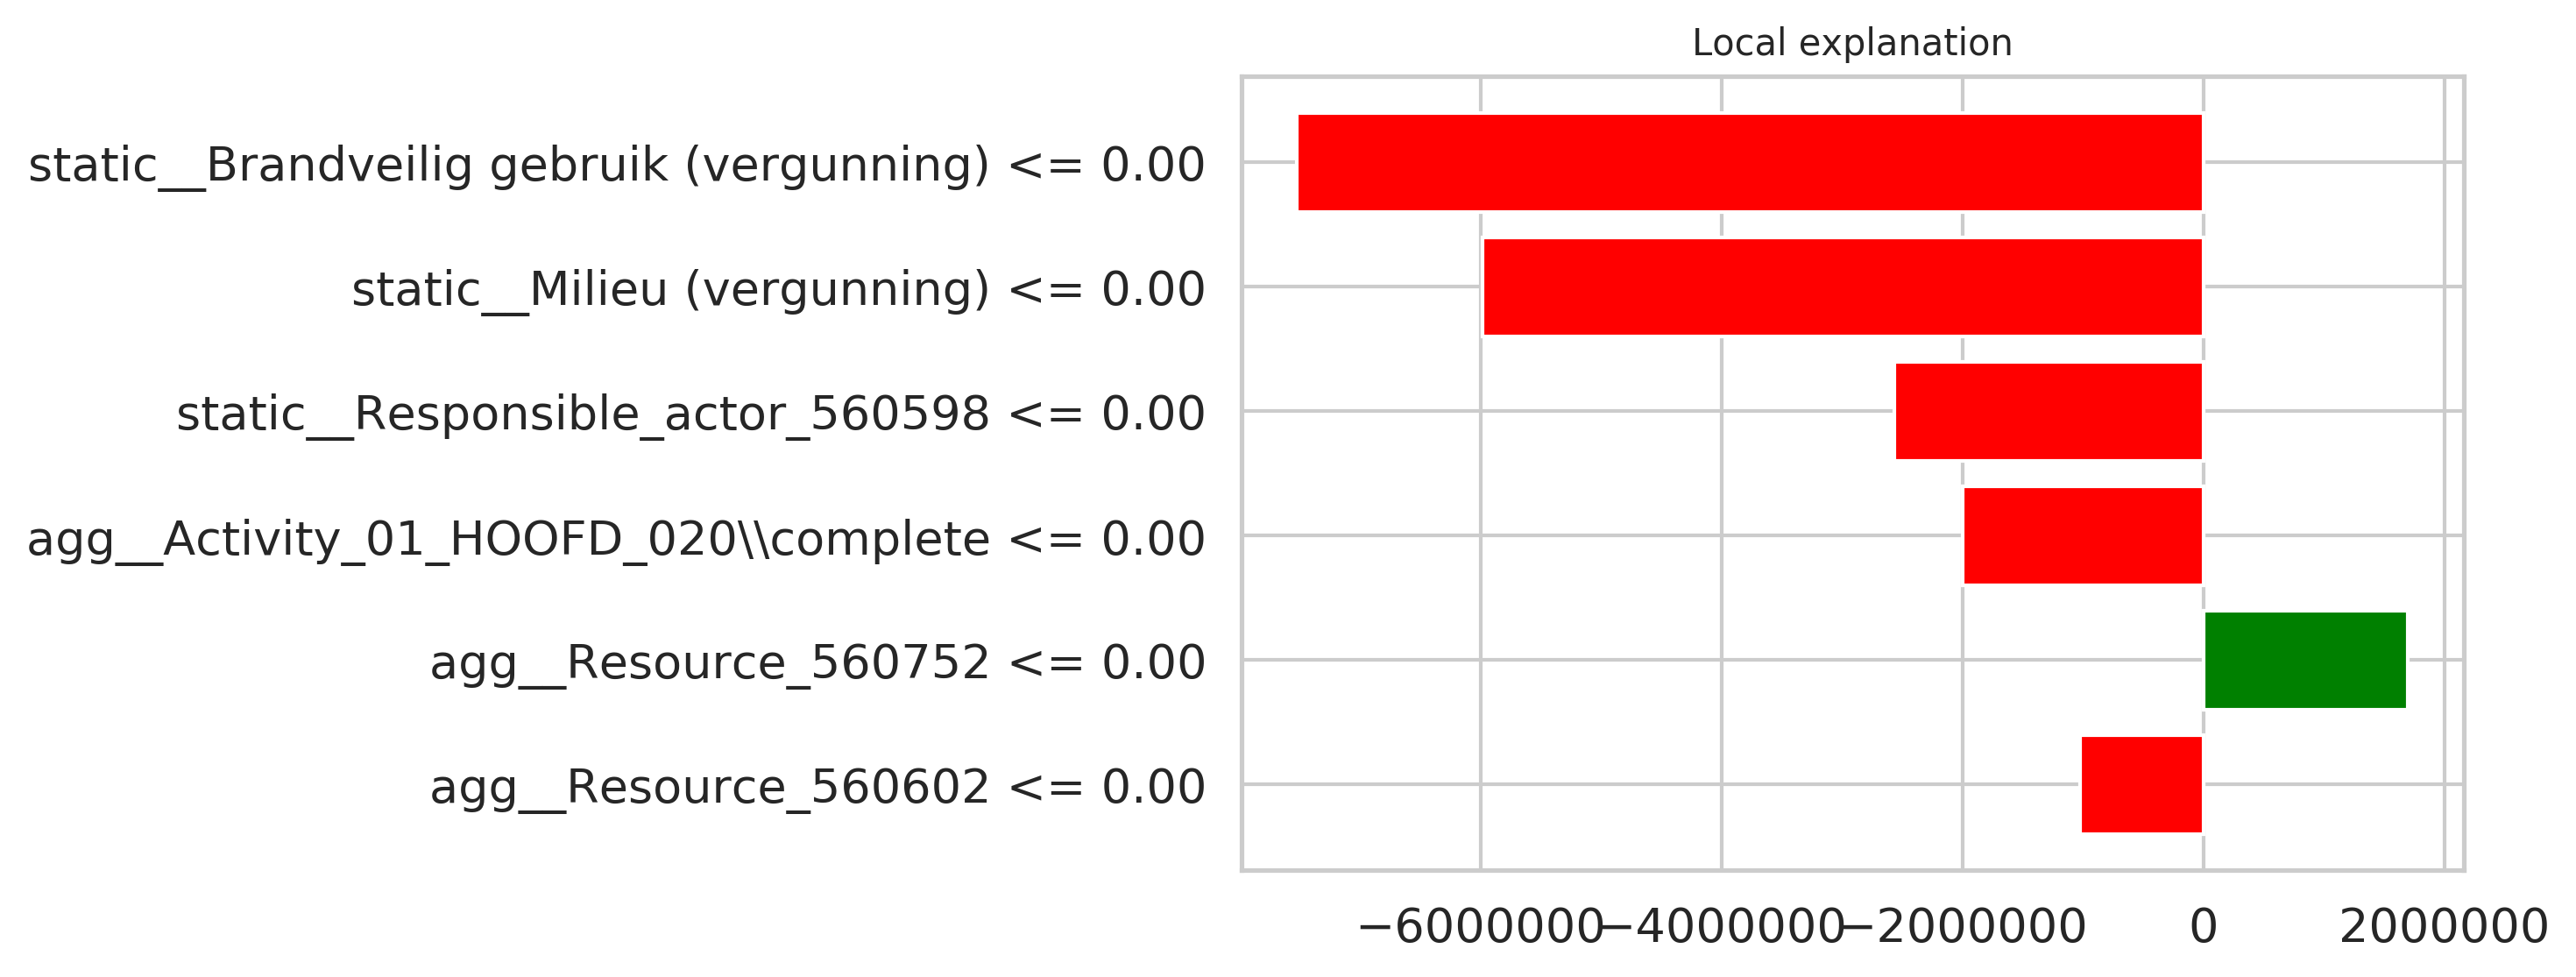 Local explanation
static__Brandveilig gebruik (vergunning) <= 0.00
static__Milieu (vergunning) <= 0.00
static__Responsible_actor_560598 <= 0.00
agg__Activity_01_HOOFD_020\\complete <= 0.00
agg__Resource_560752 <= 0.00
agg__Resource_560602 <= 0.00
−6000000 −4000000 −2000000 0 2000000